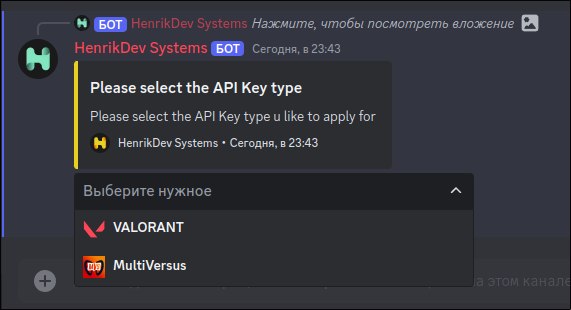 БОТ HenrikDev Systems Нажмите, чтобы посмотреть вложение
HenrikDev Systems БОТ Сегодня, в 23:43
Please select the API Key type
Please select the API Key type u like to apply for
HenrikDev Systems • Сегодня, в 23:43
Выберите нужное
VALORANT
MultiVersus
на этом канале